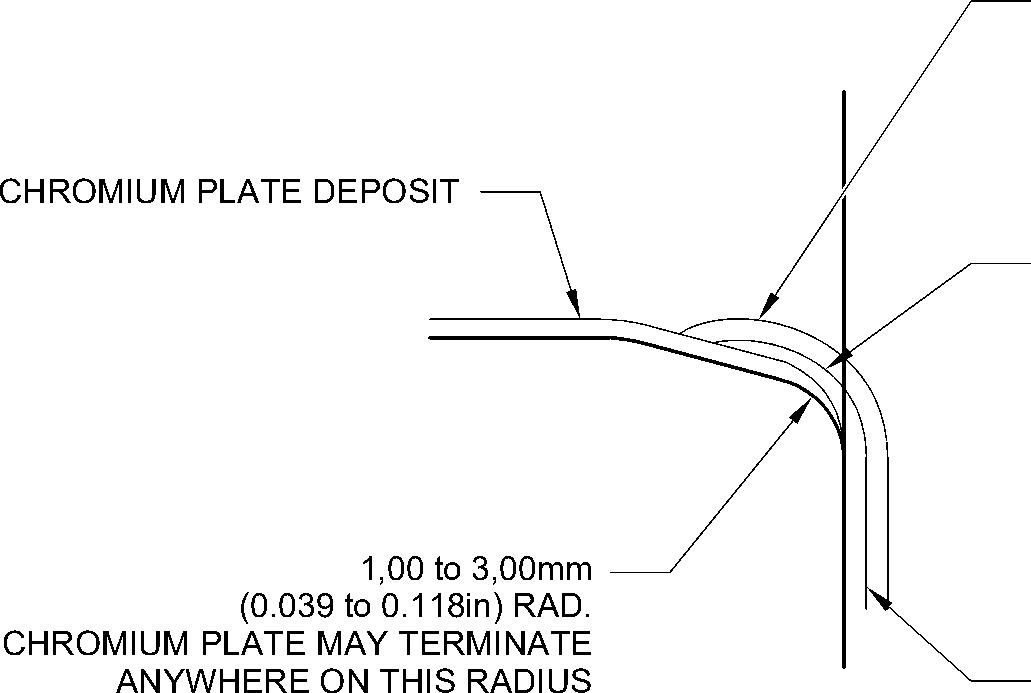 CHROMIUM PLATE DEPOSIT
1,00 to 3,00mm
(0.039 to 0.118in) RAD.
CHROMIUM PLATE MAY TERMINATE
ANYWHERE ON THIS RADIUS